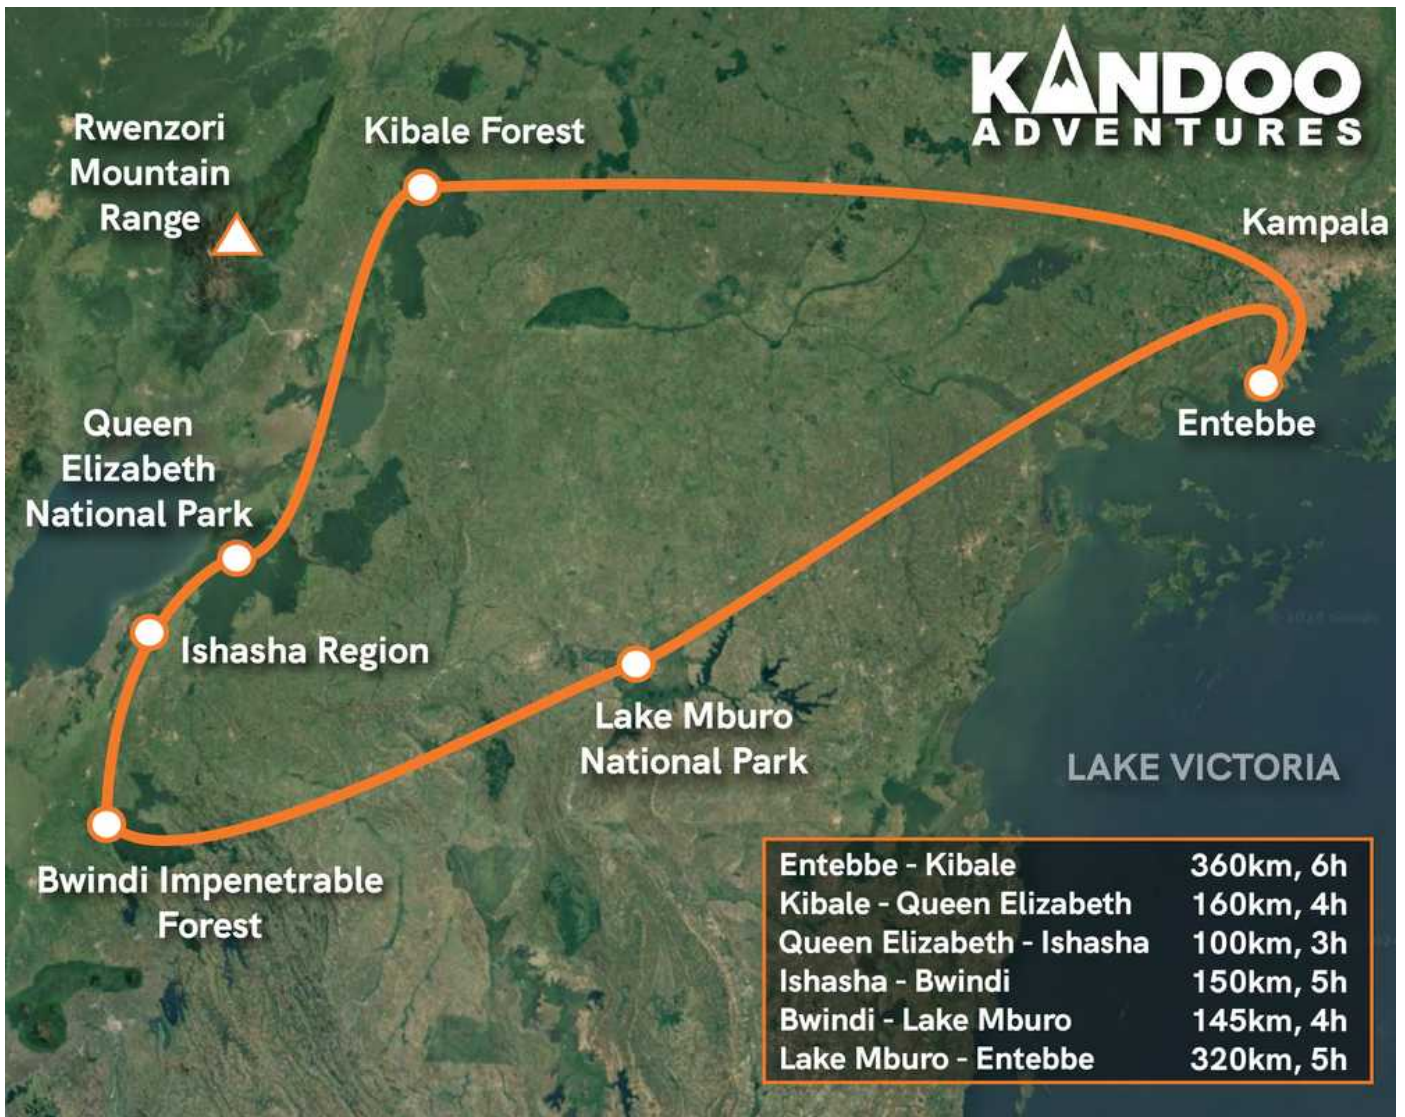 KANDOO
ADVENTURES
Rwenzori
Mountain
Range
Kibale Forest
Kampala
Entebbe
Queen
Elizabeth
National Park
Ishasha Region
Lake Mburo
National Park
LAKE VICTORIA
Bwindi Impenetrable
Forest
Entebbe - Kibale 360km, 6h
Kibale - Queen Elizabeth 160km, 4h
Queen Elizabeth - Ishasha 100km, 3h
Ishasha - Bwindi 150km, 5h
Bwindi - Lake Mburo 145km, 4h
Lake Mburo - Entebbe 320km, 5h